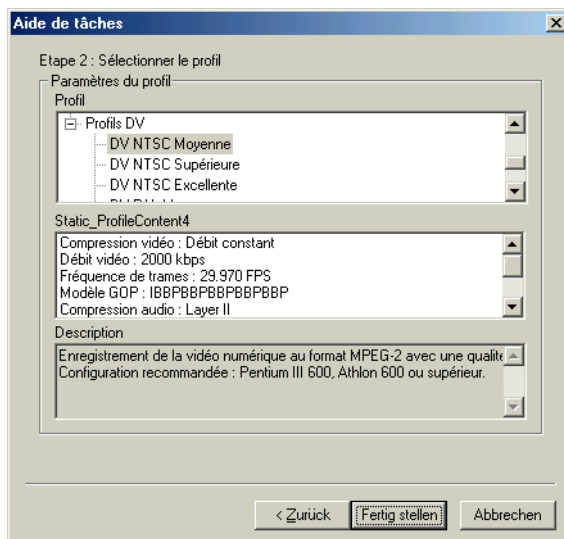 Aide de tâches
Etape 2 : Sélectionner le profil
Paramètres du profil
Profil
Profils DV
DV NTSC Moyenne
DV NTSC Supérieure
DV NTSC Excellente
Static_ProfileContent4
Compression vidéo : Débit constant
Débit vidéo : 2000 kbps
Fréquence de trames : 29.970 FPS
Modèle GOP : IBBPBBPBBPBBPBBP
Compression audio : Layer II
Description
Enregistrement de la vidéo numérique au format MPEG-2 avec une qualité
Configuration recommandée : Pentium III 600, Athlon 600 ou supérieur.
< Zurück
Fertig stellen
Abbrechen